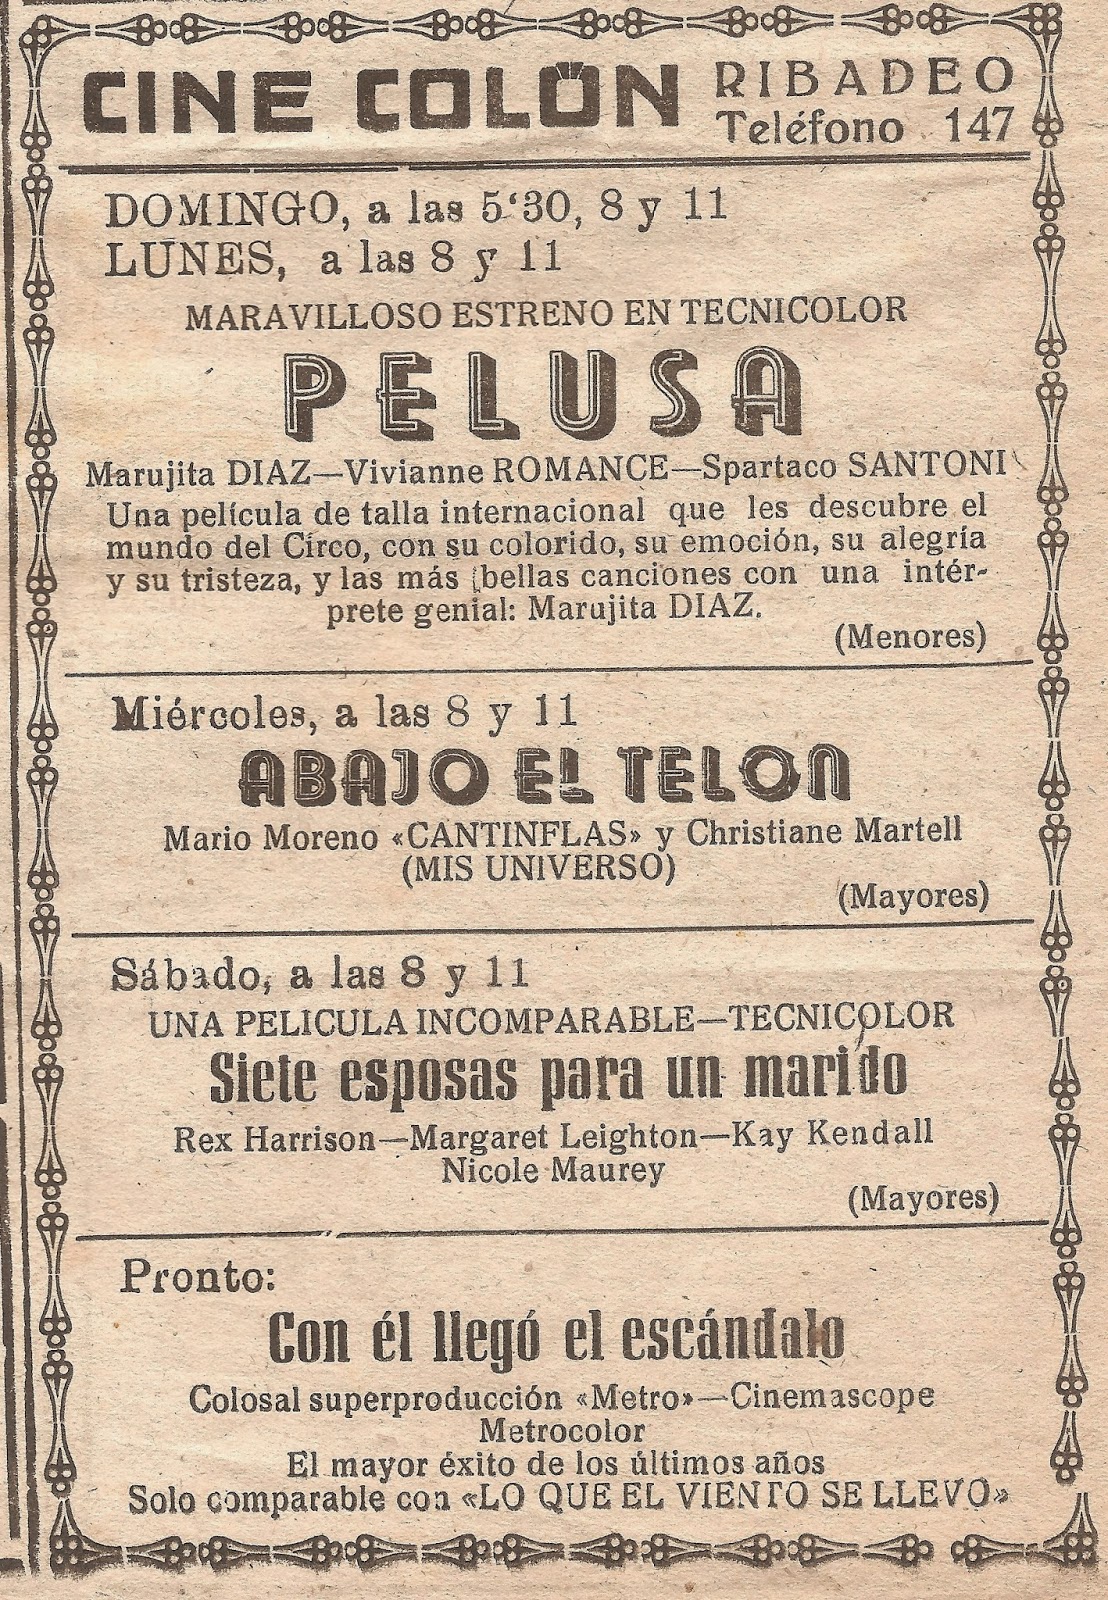 CINE COLÓN
RIBADEO
Teléfono 147
DOMINGO, a las 5'30, 8 y 11
LUNES, a las 8 y 11
MARAVILLOSO ESTRENO EN TECNICOLOR
PELUSA
Marujita DIAZ—Vivianne ROMANCE—Spartaco SANTONI
Una película de talla internacional que les descubre el
mundo del Circo, con su colorido, su emoción, su alegría
y su tristeza, y las más bellas canciones con una intér-
prete genial: Marujita DIAZ.
(Menores)
Miércoles, a las 8 y 11
ABAJO EL TELON
Mario Moreno «CANTINFLAS» y Christiane Martell
(MIS UNIVERSO)
(Mayores)
Sábado, a las 8 y 11
UNA PELICULA INCOMPARABLE—TECNICOLOR
Siete esposas para un marido
Rex Harrison—Margaret Leighton—Kay Kendall
Nicole Maurey
(Mayores)
Pronto:
Con él llegó el escándalo
Colosal superproducción «Metro»—Cinemascope
Metrocolor
El mayor éxito de los últimos años
Solo comparable con «LO QUE EL VIENTO SE LLEVO»